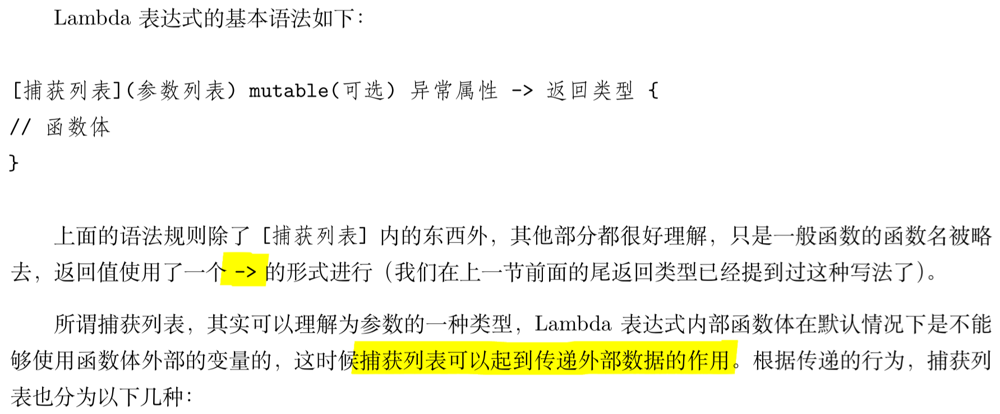 Lambda 表达式的基本语法如下：
[捕获列表](参数列表) mutable(可选) 异常属性 -> 返回类型 {
// 函数体
}
上面的语法规则除了 [捕获列表] 内的东西外，其他部分都很好理解，只是一般函数的函数名被略
去，返回值使用了一个 -> 的形式进行（我们在上一节前面的尾返回类型已经提到过这种写法了）。
所谓捕获列表，其实可以理解为参数的一种类型，Lambda 表达式内部函数体在默认情况下是不能
够使用函数体外部的变量的，这时候捕获列表可以起到传递外部数据的作用。根据传递的行为，捕获列
表也分为以下几种：